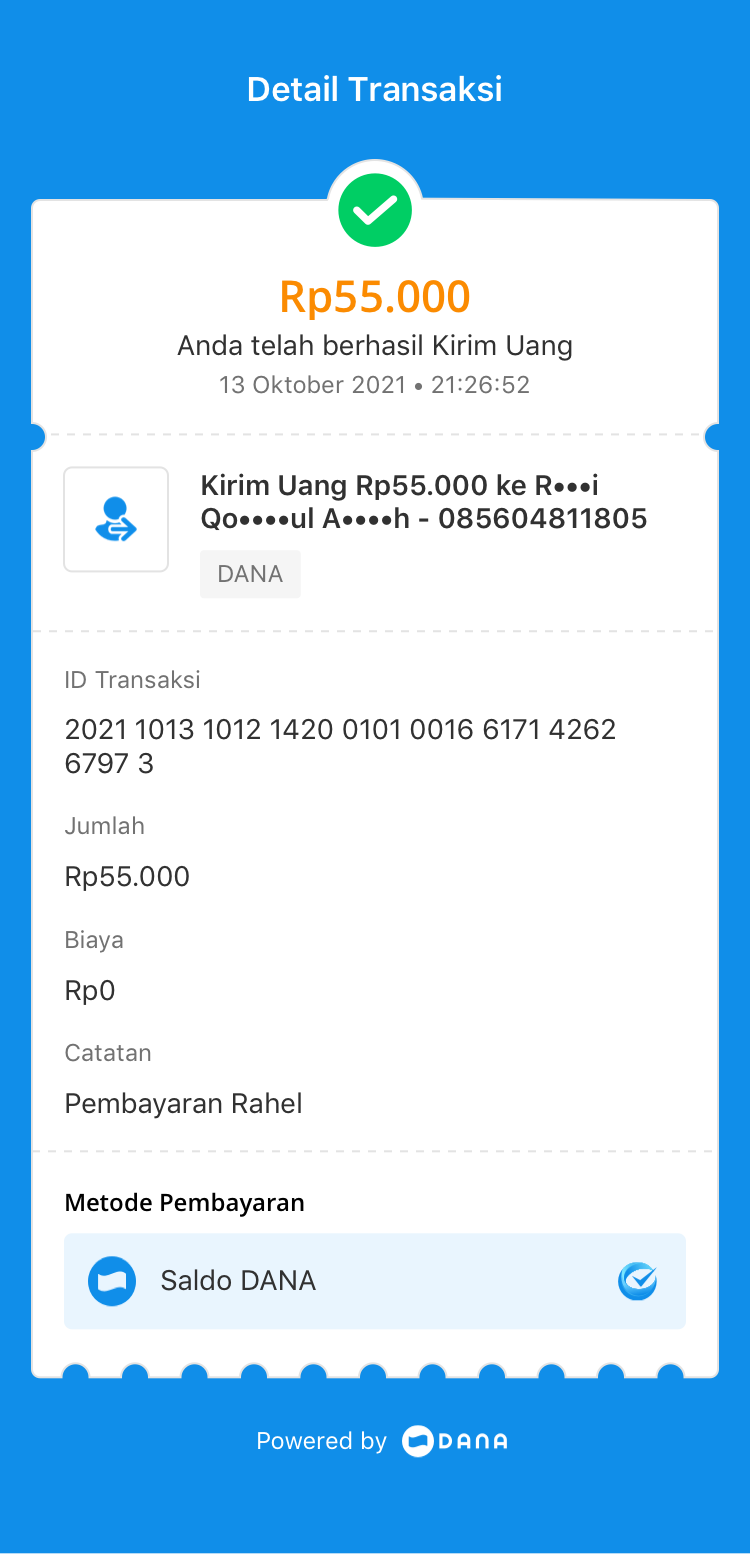 Detail Transaksi
Rp55.000
Anda telah berhasil Kirim Uang
13 Oktober 2021 • 21:26:52
Kirim Uang Rp55.000 ke R•••i
Qo••••ul A••••h - 085604811805
DANA
ID Transaksi
2021 1013 1012 1420 0101 0016 6171 4262
6797 3
Jumlah
Rp55.000
Biaya
Rp0
Catatan
Pembayaran Rahel
Metode Pembayaran
Saldo DANA
Powered by DANA